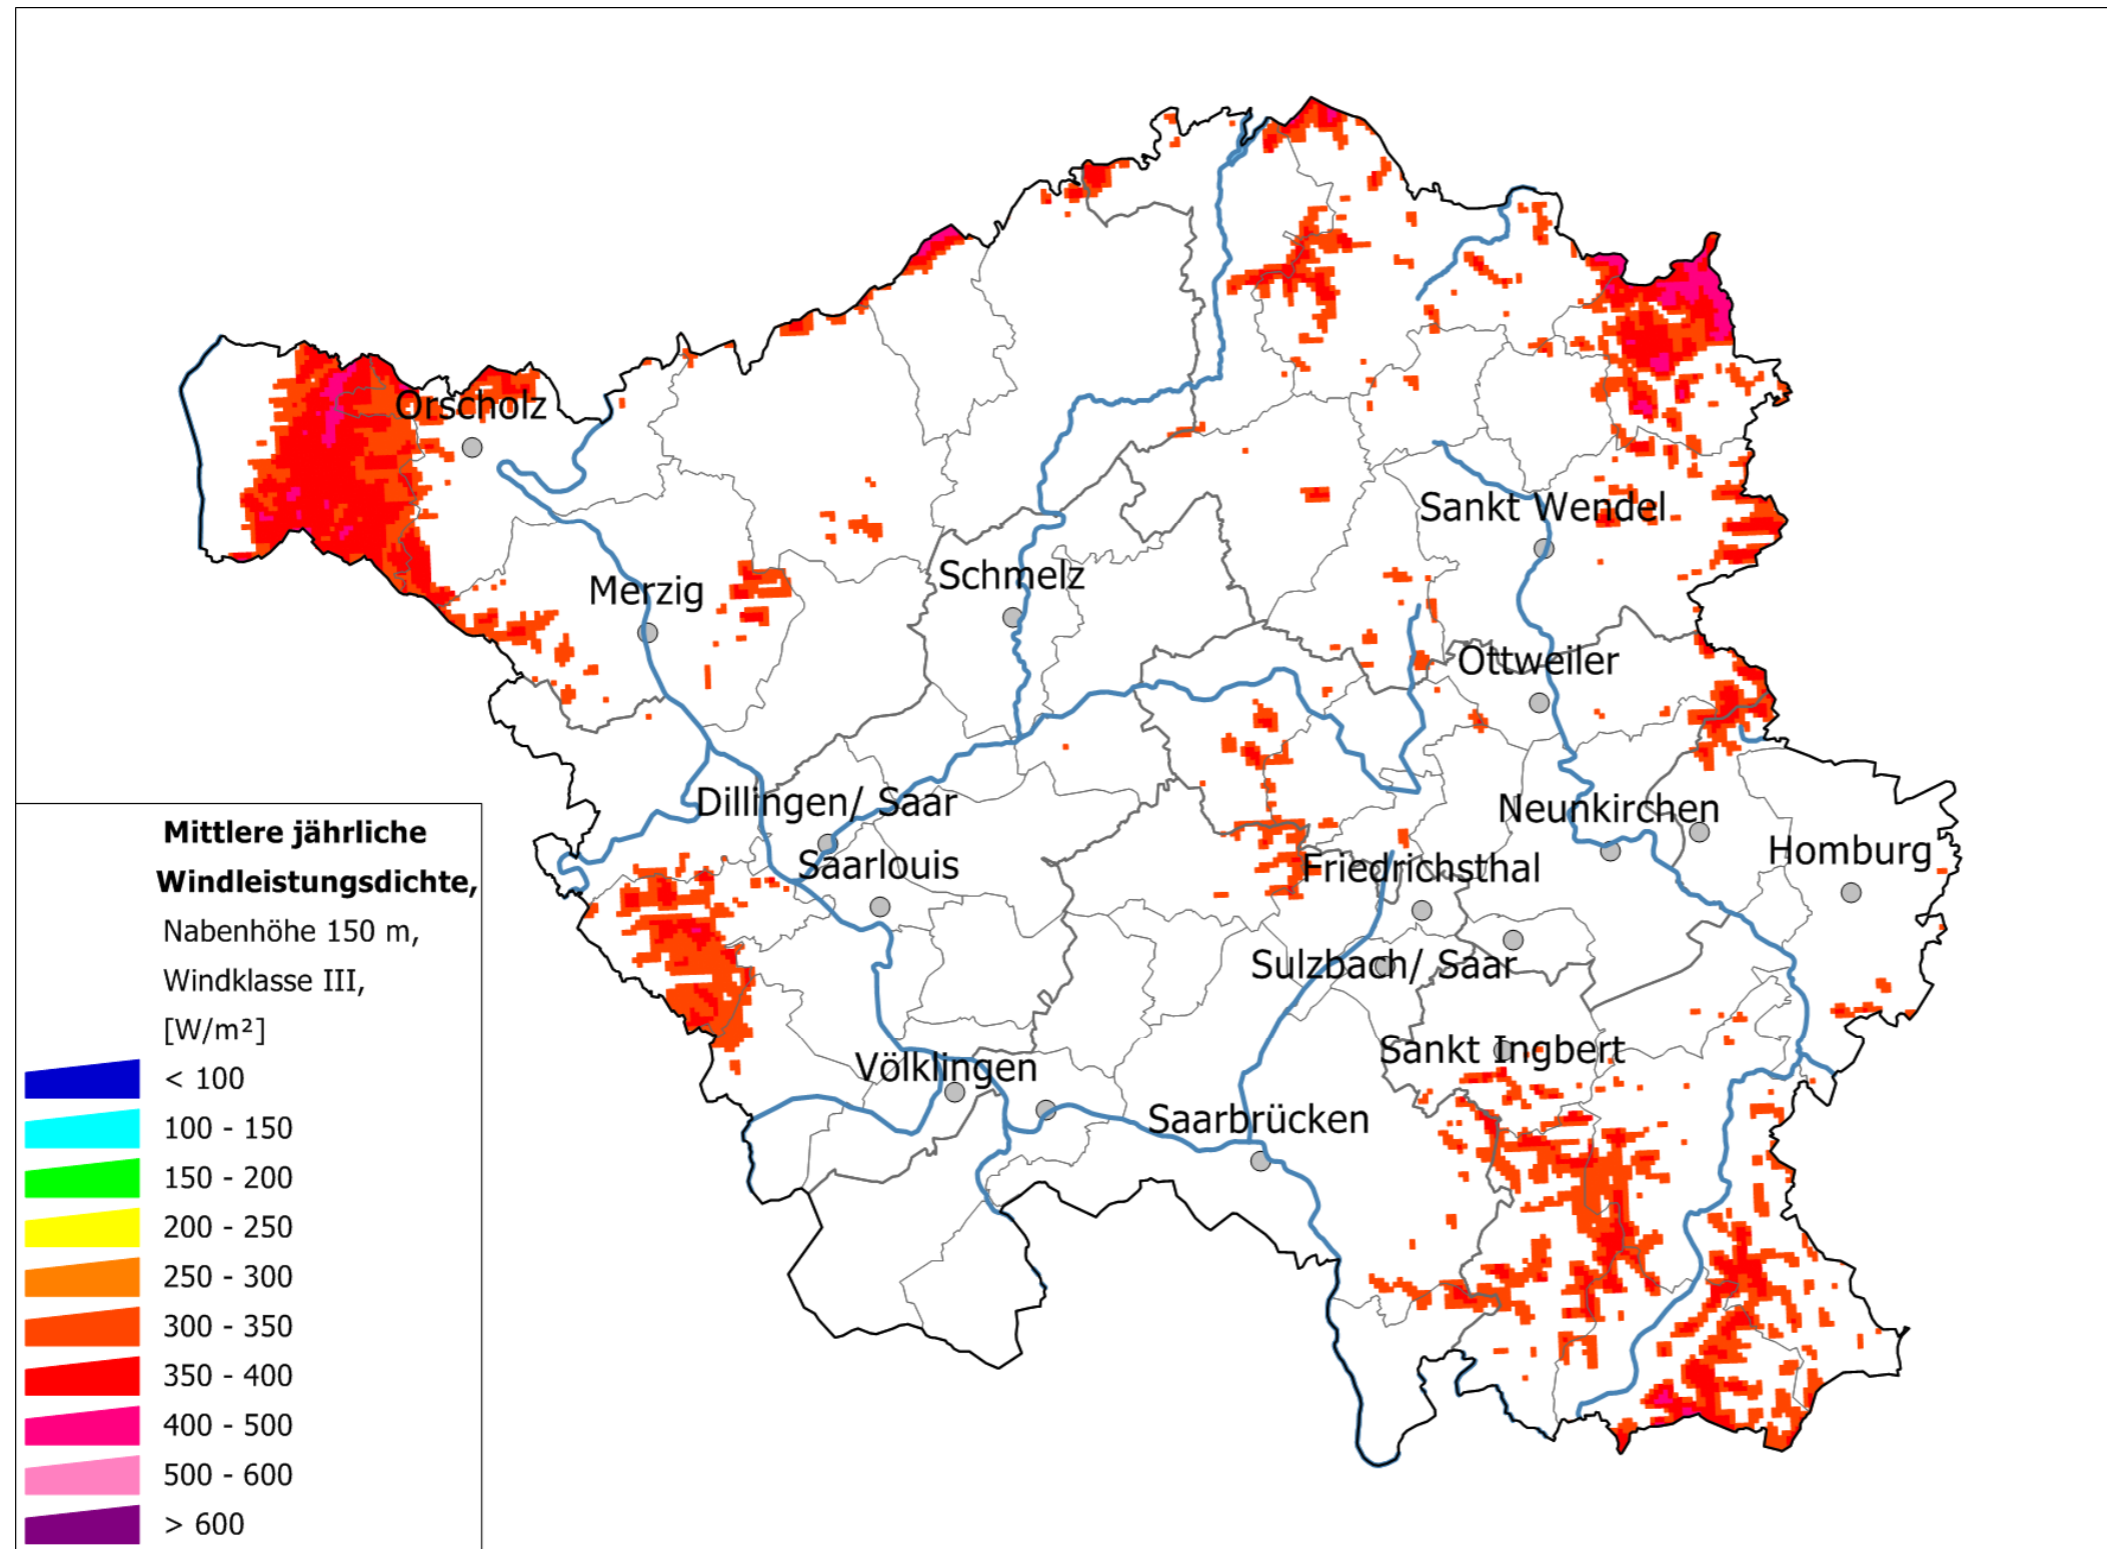 Orscholz
Sankt Wendel
Schmelz
Merzig
Ottweiler
Dillingen/ Saar
Neunkirchen
Homburg
Saarlouis
Friedrichsthal
Sulzbach/ Saar
Sankt Ingbert
Völklingen
Saarbrücken
Mittlere jährliche
Windleistungsdichte,
Nabenhöhe 150 m,
Windklasse III,
[W/m²]
< 100
100 - 150
150 - 200
200 - 250
250 - 300
300 - 350
350 - 400
400 - 500
500 - 600
> 600